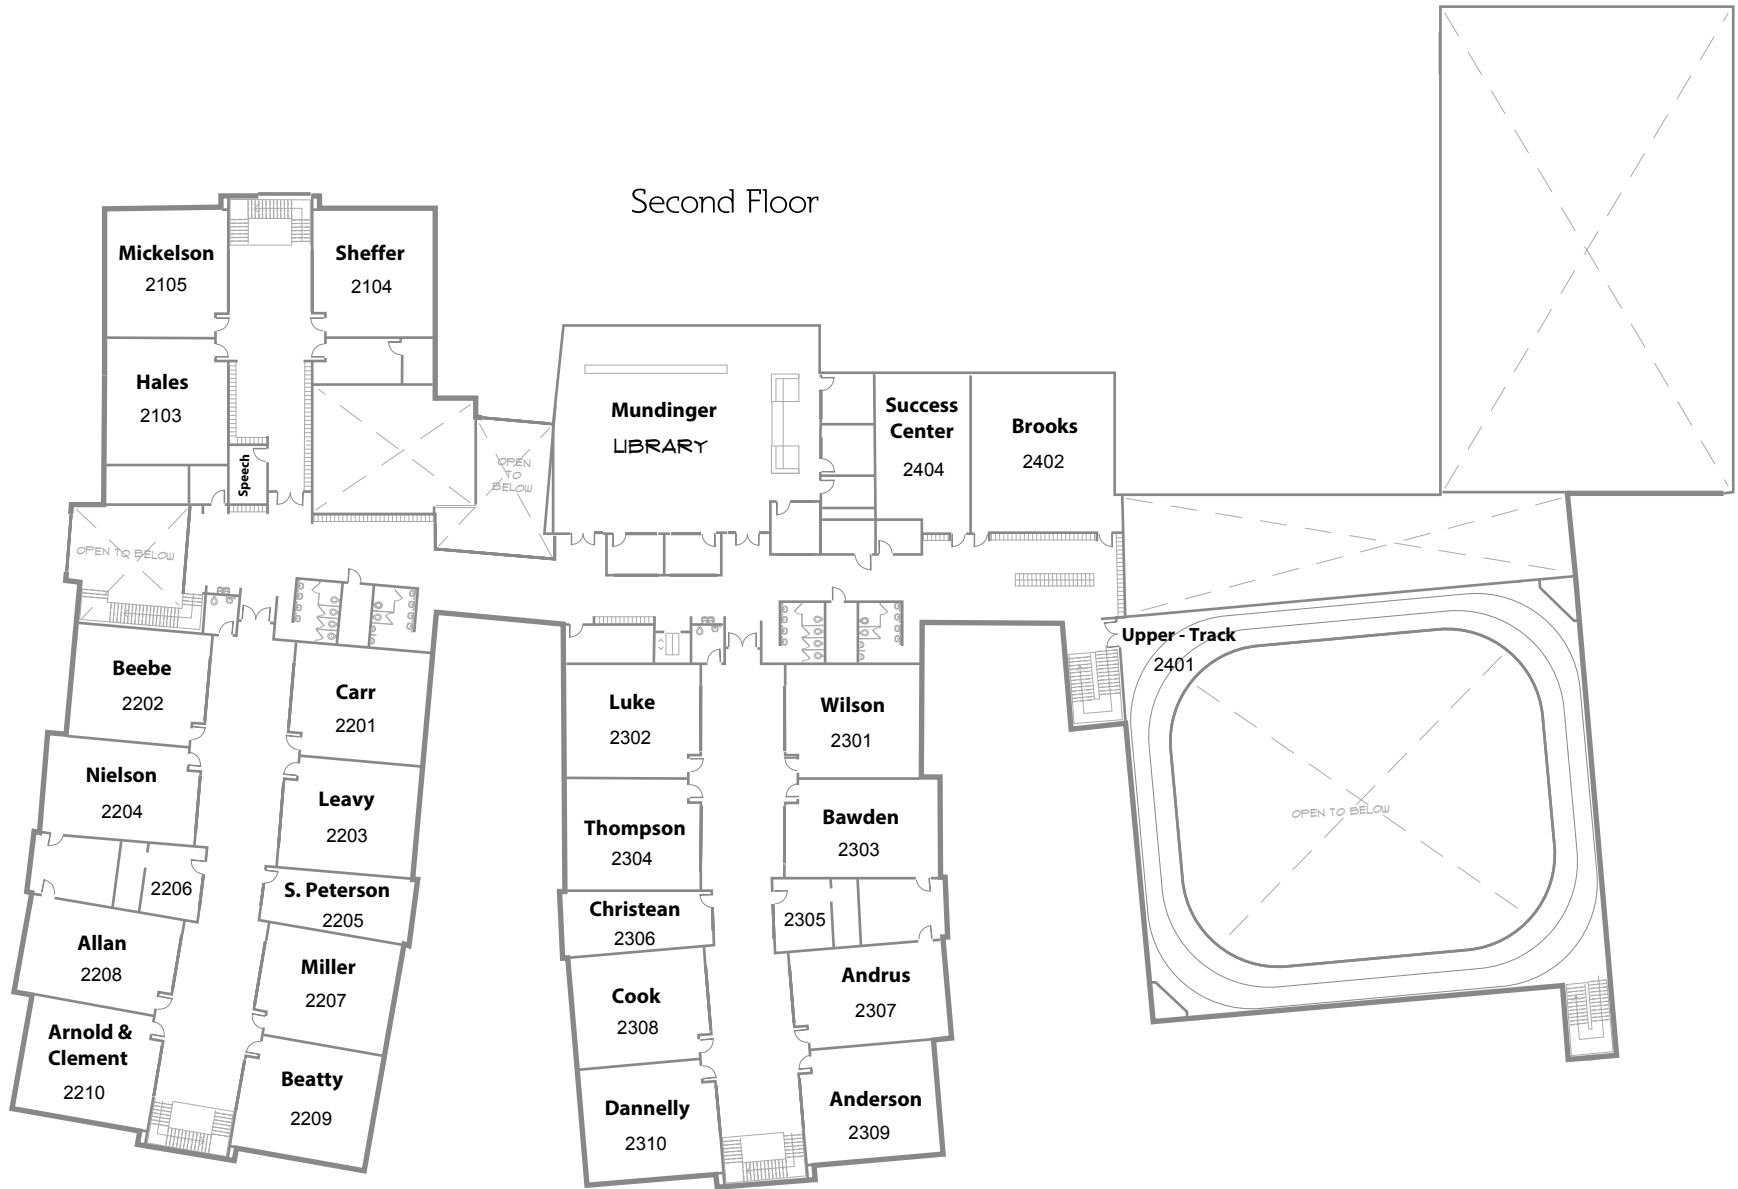 Second Floor
Mickelson
2105
Sheffer
2104
Hales
2103
Speech
OPEN TO BELOW
OPEN
TO
BELOW
Mundinger
LIBRARY
Success
Center
2404
Brooks
2402
Upper - Track
2401
OPEN TO BELOW
Beebe
2202
Carr
2201
Nielson
2204
Leavy
2203
2206
S. Peterson
2205
Allan
2208
Miller
2207
Arnold &
Clement
2210
Beatty
2209
Luke
2302
Wilson
2301
Thompson
2304
Bawden
2303
Christean
2306
2305
Cook
2308
Andrus
2307
Dannelly
2310
Anderson
2309